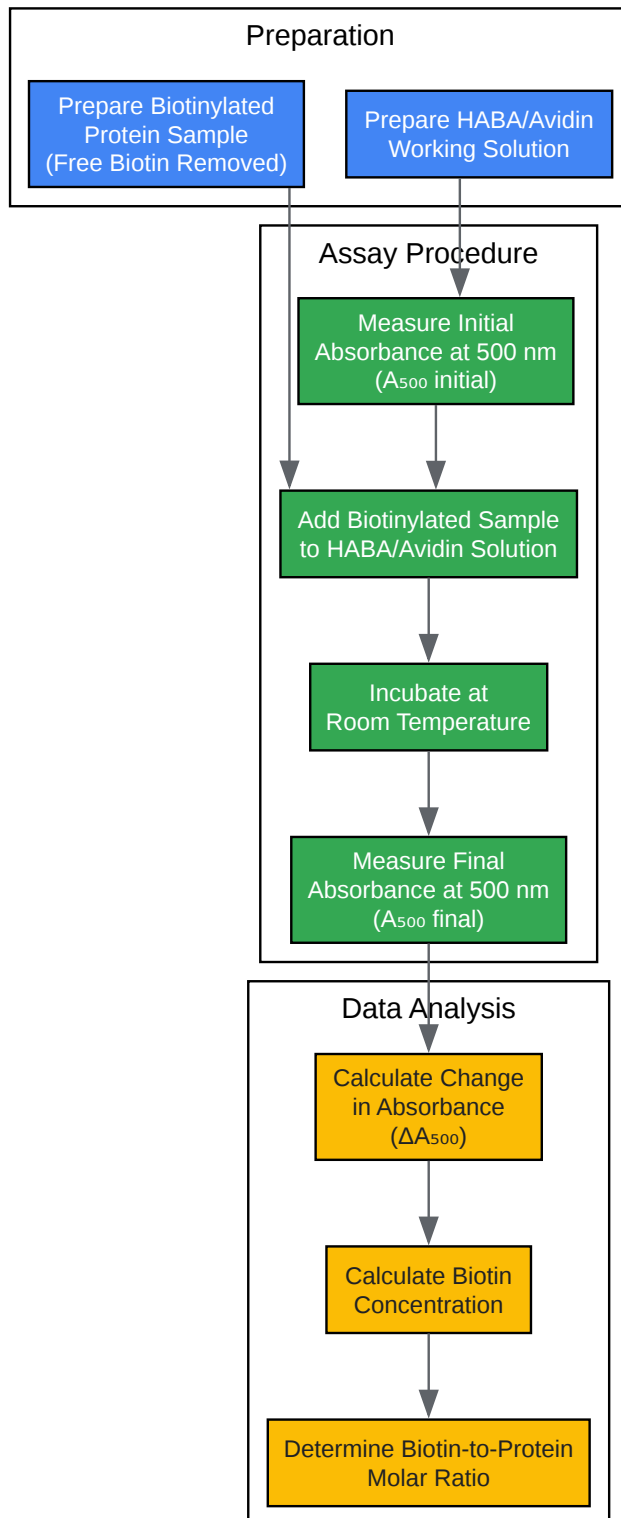 Preparation
Prepare Biotinylated
Protein Sample
(Free Biotin Removed)
Prepare HABA/Avidin
Working Solution
Assay Procedure
Measure Initial
Absorbance at 500 nm
(A₅₀₀ initial)
Add Biotinylated Sample
to HABA/Avidin Solution
Incubate at
Room Temperature
Measure Final
Absorbance at 500 nm
(A₅₀₀ final)
Data Analysis
Calculate Change
in Absorbance
(ΔA₅₀₀)
Calculate Biotin
Concentration
Determine Biotin-to-Protein
Molar Ratio